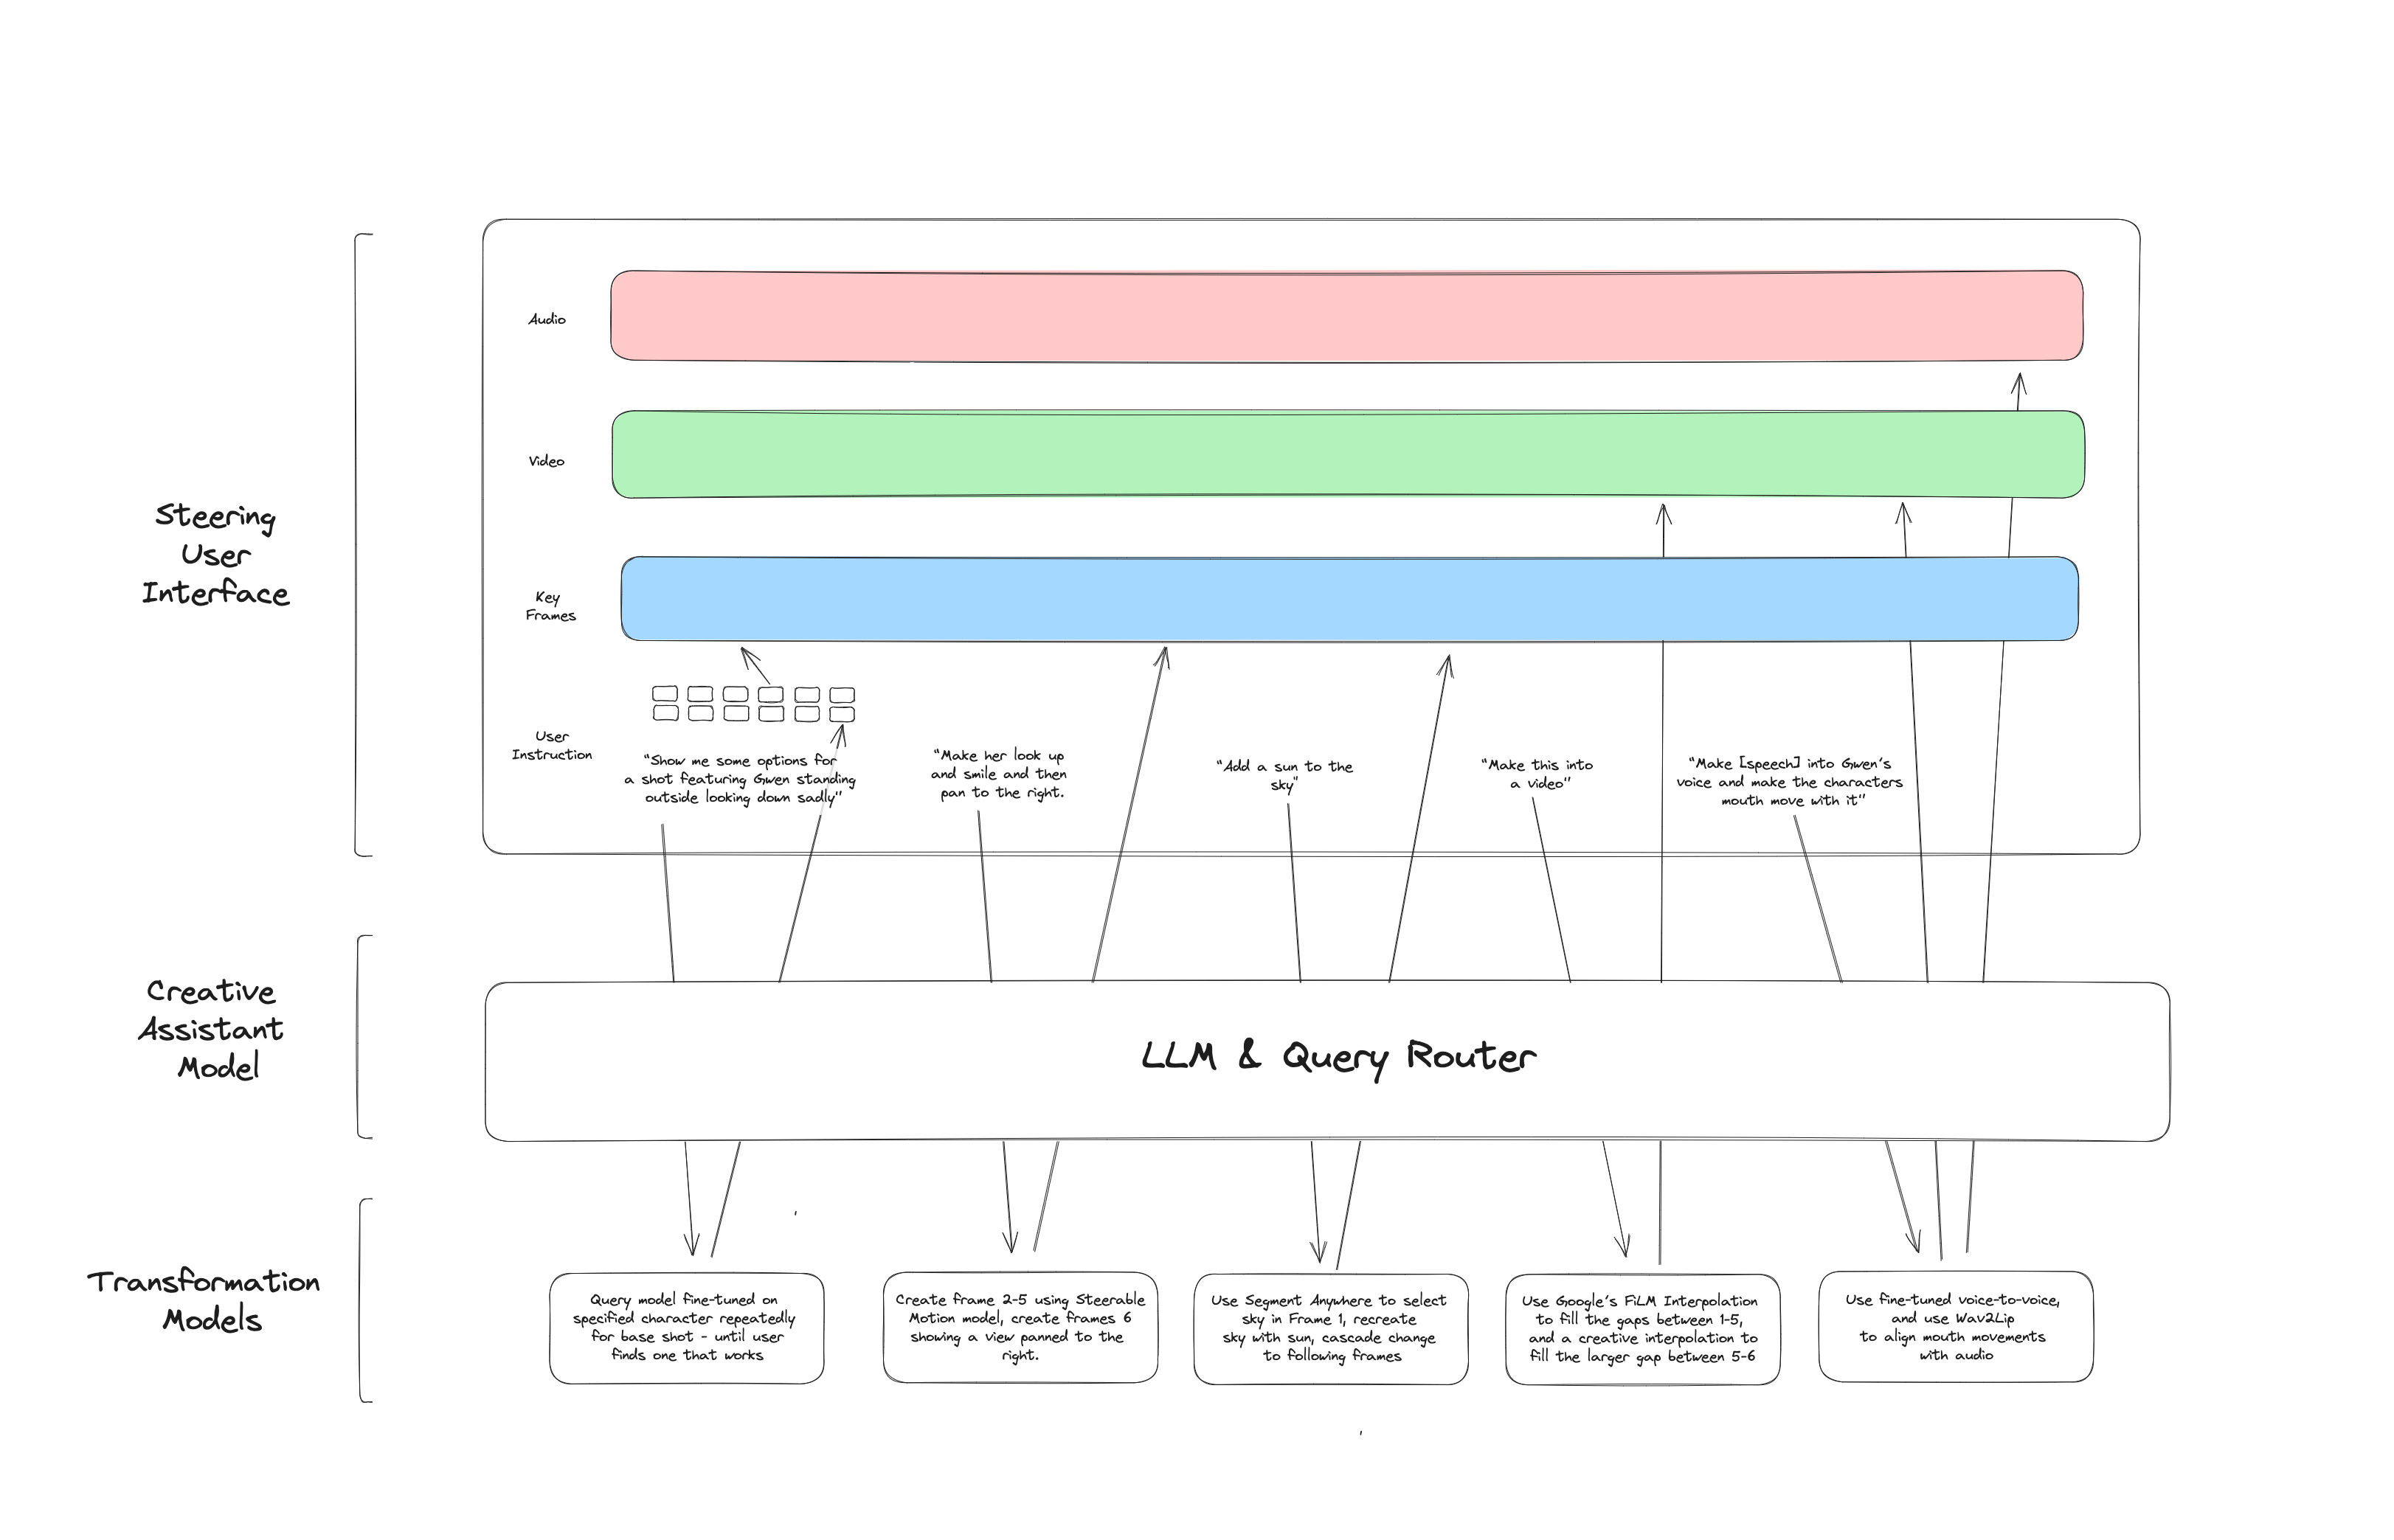 Steering
User
Interface
Audio
Video
Key
Frames
User
Instruction
“Show me some options for
a shot featuring Gwen standing
outside looking down sadly”
“Make her look up
and smile and then
pan to the right.
“Add a sun to the
sky”
“Make this into
a video”
“Make [speech] into Gwen’s
voice and make the characters
mouth move with it”
Creative
Assistant
Model
LLM & Query Router
Transformation
Models
Query model fine-tuned on
specified character repeatedly
for base shot - until user
finds one that works
Create frame 2-5 using Steerable
Motion model, create frames 6
showing a view panned to the
right.
Use Segment Anywhere to select
sky in Frame 1, recreate
sky with sun, cascade change
to following frames
Use Google’s FiLM Interpolation
to fill the gaps between 1-5,
and a creative interpolation to
fill the larger gap between 5-6
Use fine-tuned voice-to-voice,
and use Wav2Lip
to align mouth movements
with audio